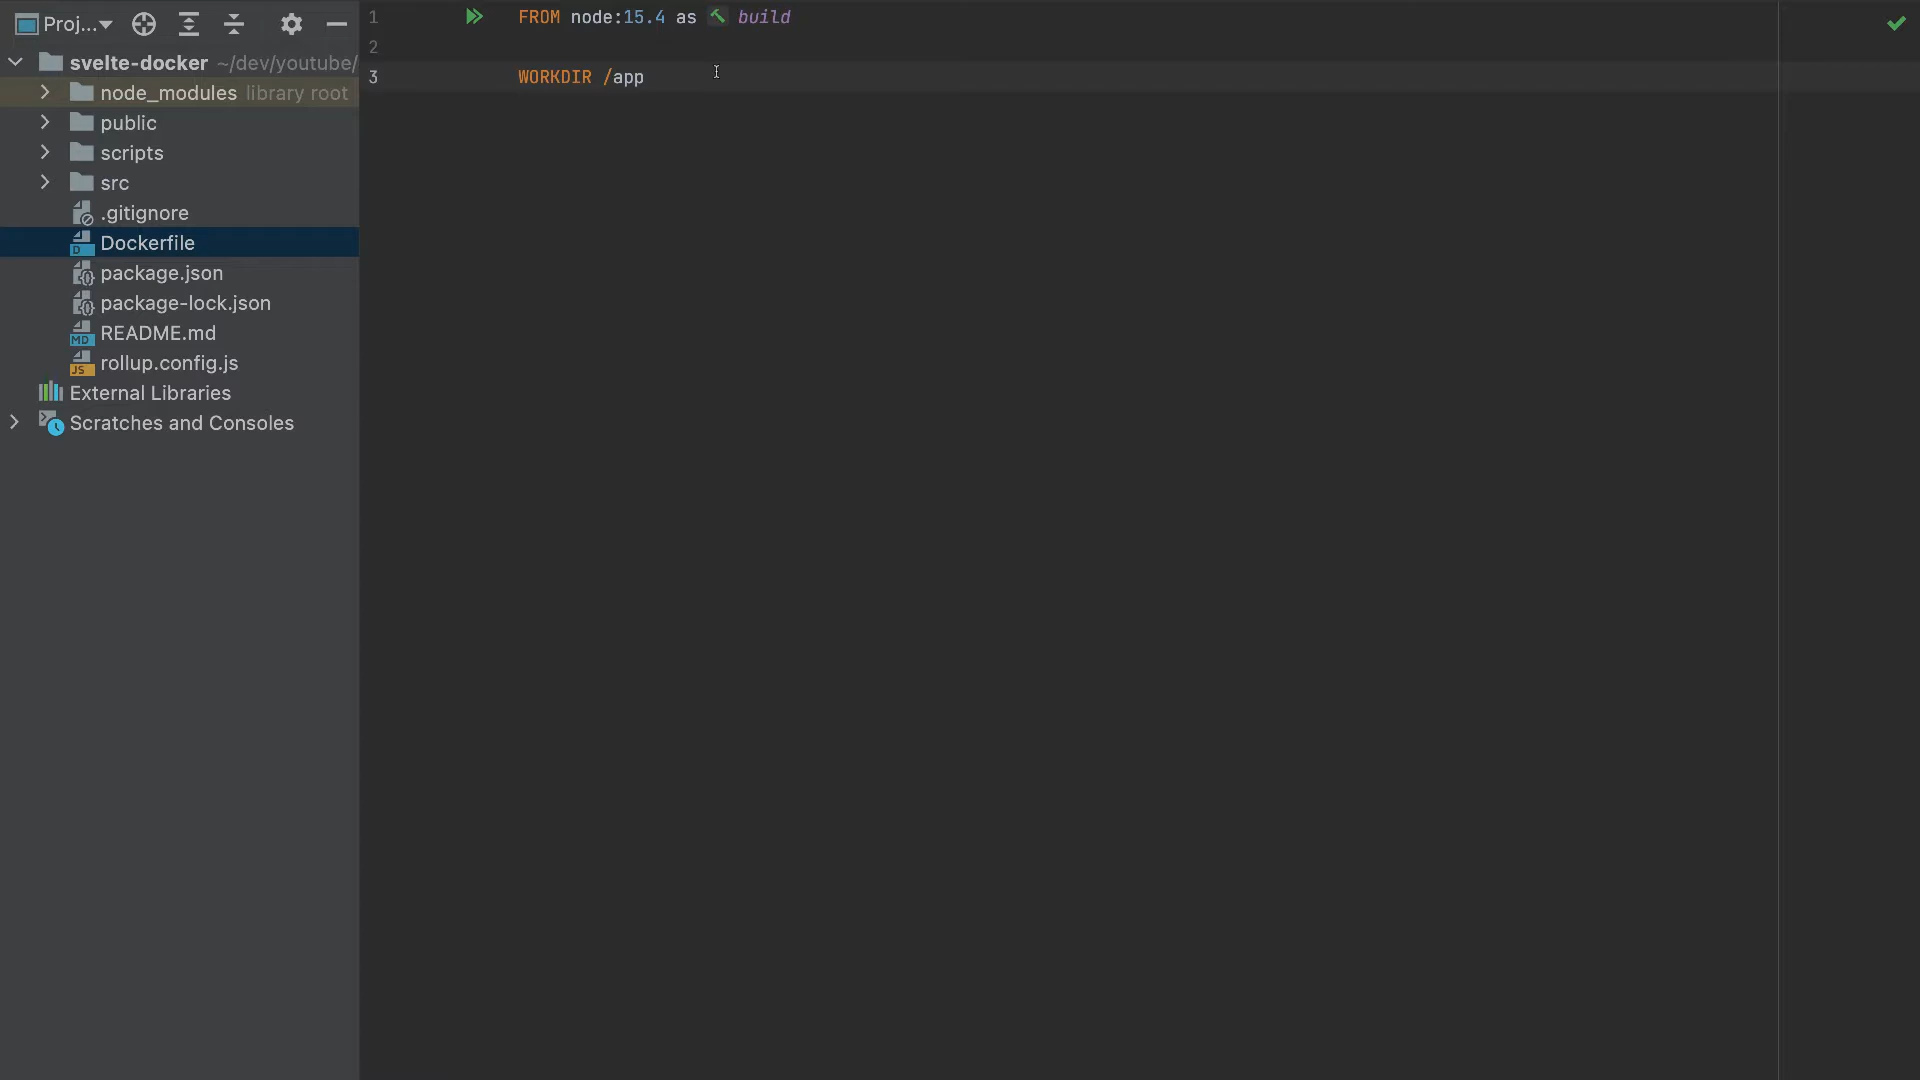 Proj...
svelte-docker ~/dev/youtube/
node_modules library root
public
scripts
src
.gitignore
Dockerfile
package.json
package-lock.json
README.md
rollup.config.js
External Libraries
Scratches and Consoles
1 FROM node:15.4 as build
2
3 WORKDIR /app